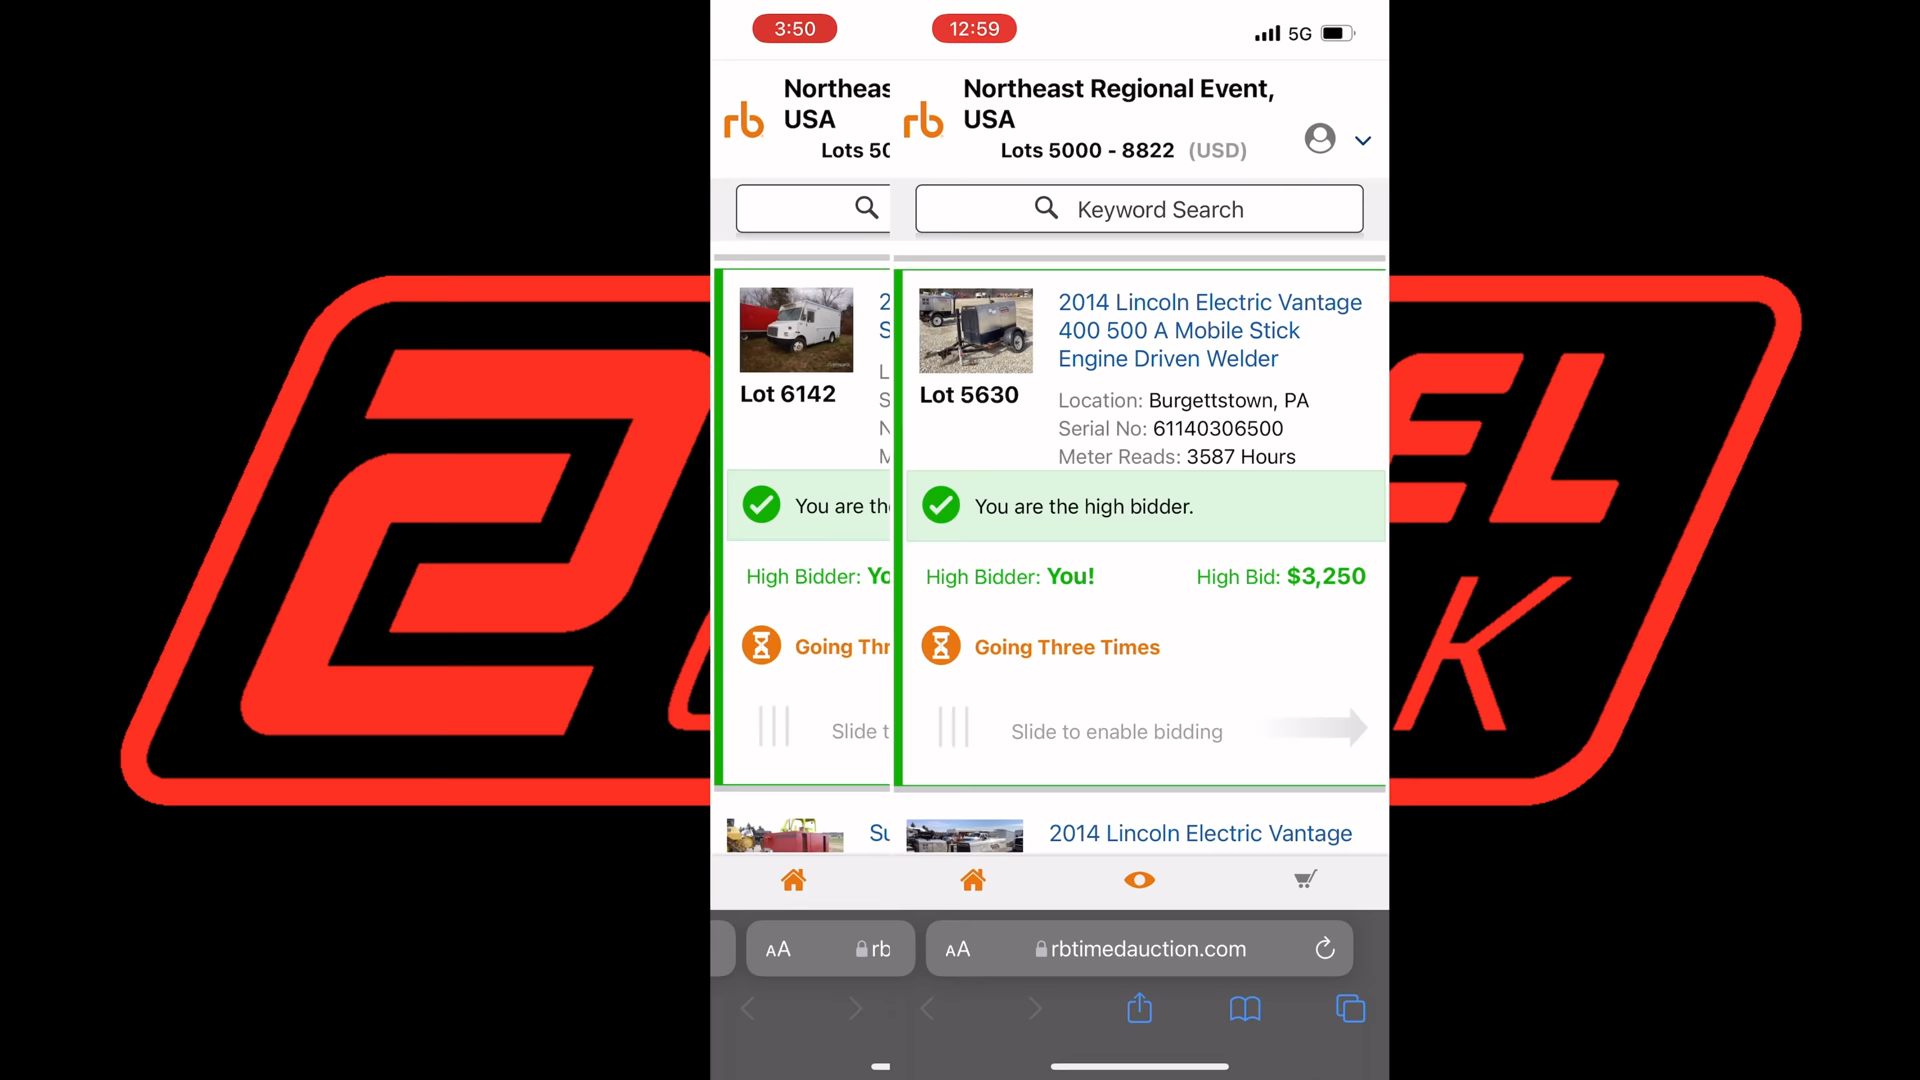 3:50
Northeas
USA
Lots 50
Lot 6142
You are th
High Bidder: Yo
Going Thr
Slide t
Su
AA
rb
12:59
5G
rb
Northeast Regional Event,
USA
Lots 5000 - 8822 (USD)
Keyword Search
2014 Lincoln Electric Vantage
400 500 A Mobile Stick
Engine Driven Welder
Lot 5630
Location: Burgettstown, PA
Serial No: 61140306500
Meter Reads: 3587 Hours
You are the high bidder.
High Bidder: You!
High Bid: $3,250
Going Three Times
Slide to enable bidding
2014 Lincoln Electric Vantage
AA
rbtimedauction.com
EL
K